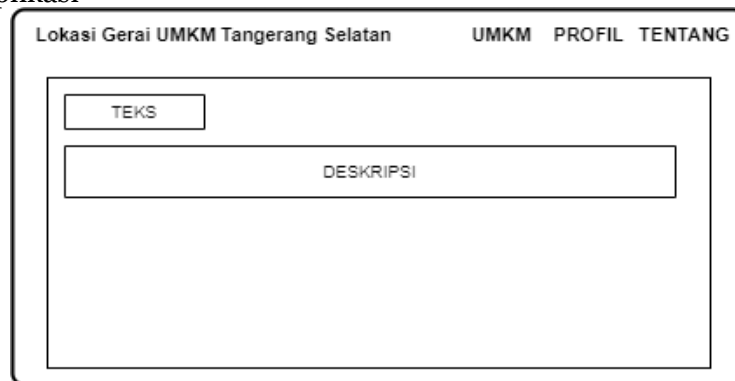 Lokasi Gerai UMKM Tangerang Selatan UMKM PROFIL TENTANG
TEKS
DESKRIPSI